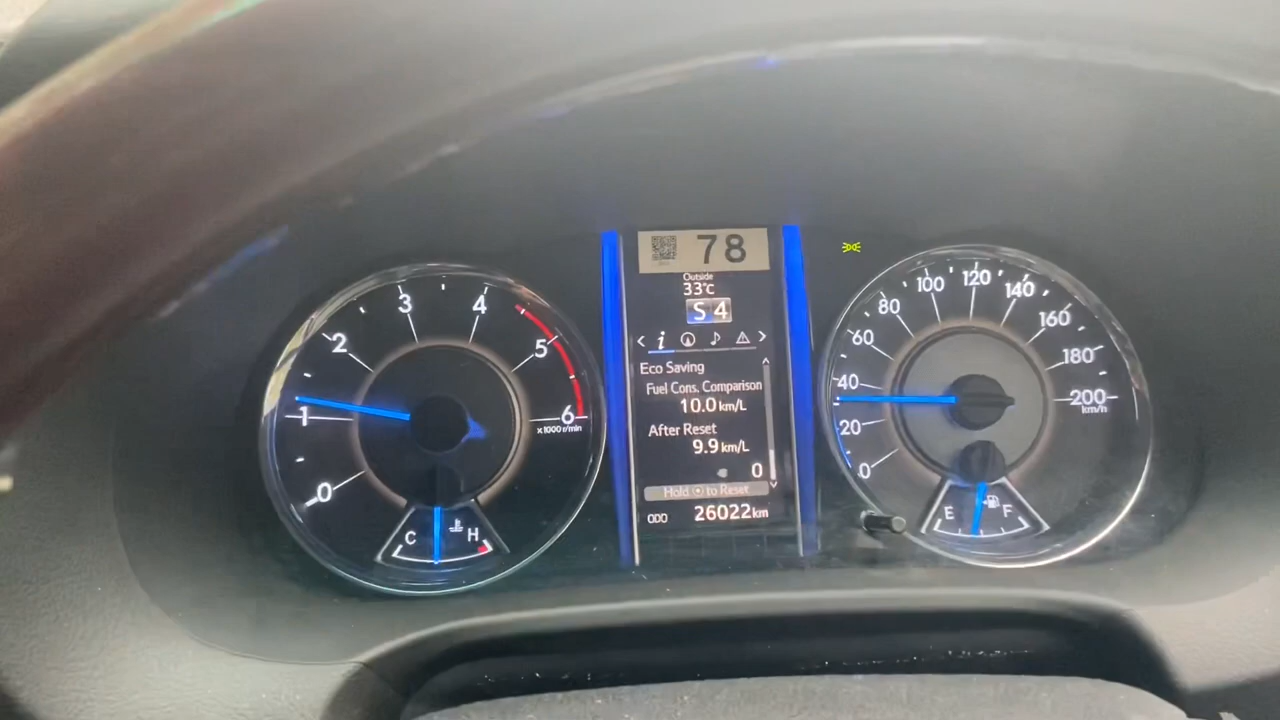 78
Outside
33°C
S 4
Eco Saving
Fuel Cons. Comparison
10.0 km/L
After Reset
9.9 km/L
0
Hold ⊙ to Reset
ODO 26022 km
0
1
2
3
4
5
6
x1000r/min
C H
0
20
40
60
80
100
120
140
160
180
200
km/h
E F